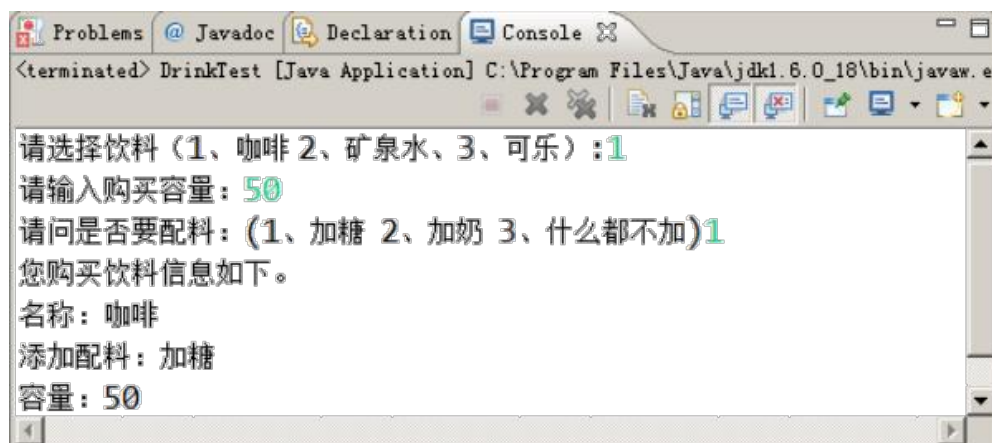 Problems @ Javadoc Declaration Console
<terminated> DrinkTest [Java Application] C:\Program Files\Java\jdk1.6.0_18\bin\javaw.e
请选择饮料（1、咖啡 2、矿泉水、3、可乐）:1
请输入购买容量：50
请问是否要配料：(1、加糖 2、加奶 3、什么都不加)1
您购买饮料信息如下。
名称：咖啡
添加配料：加糖
容量：50